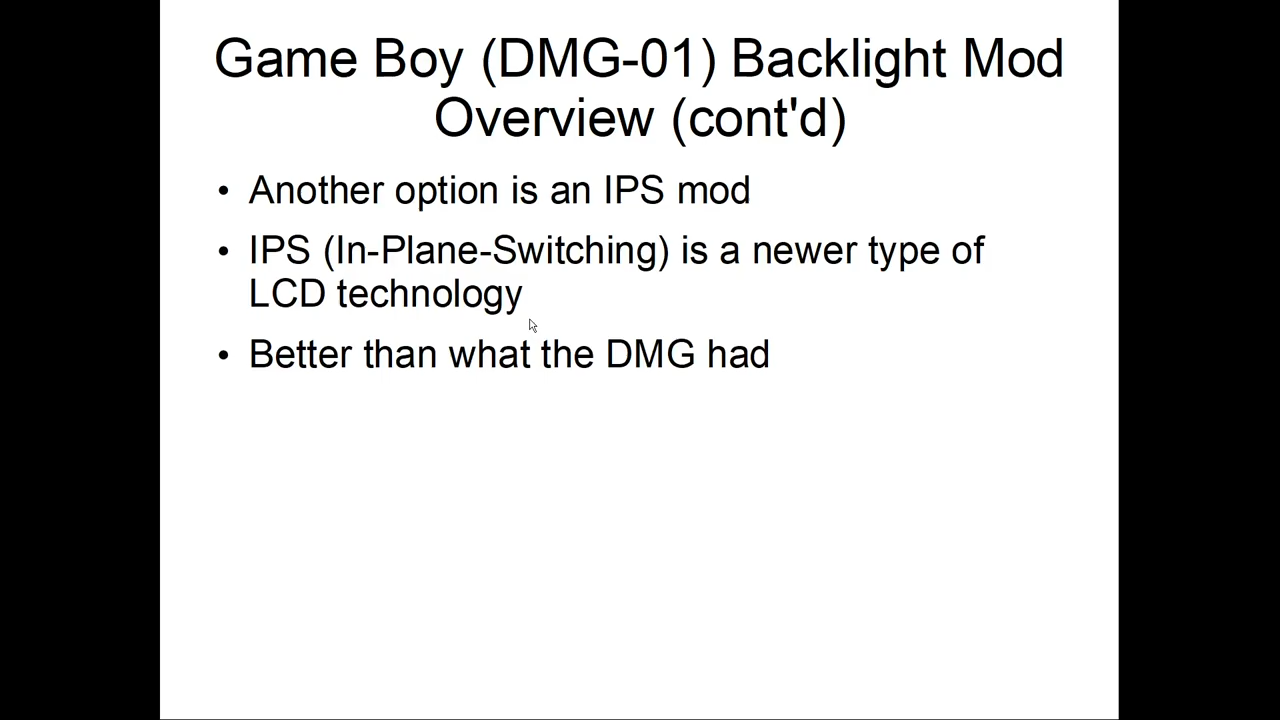 Game Boy (DMG-01) Backlight Mod
Overview (cont'd)
• Another option is an IPS mod
• IPS (In-Plane-Switching) is a newer type of
LCD technology
• Better than what the DMG had